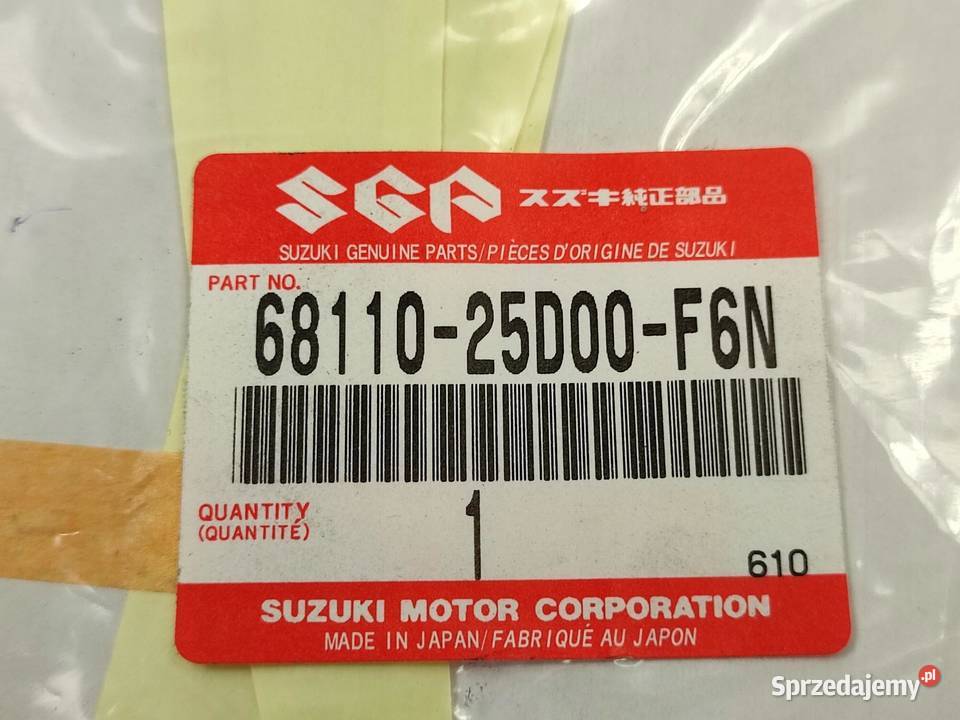 SGP スズキ純正部品
SUZUKI GENUINE PARTS/PIÈCES D'ORIGINE DE SUZUKI
PART NO.
68110-25D00-F6N
QUANTITY
(QUANTITÉ)
1
610
SUZUKI MOTOR CORPORATION
MADE IN JAPAN/FABRIQUÉ AU JAPON
Sprzedajemy.pl